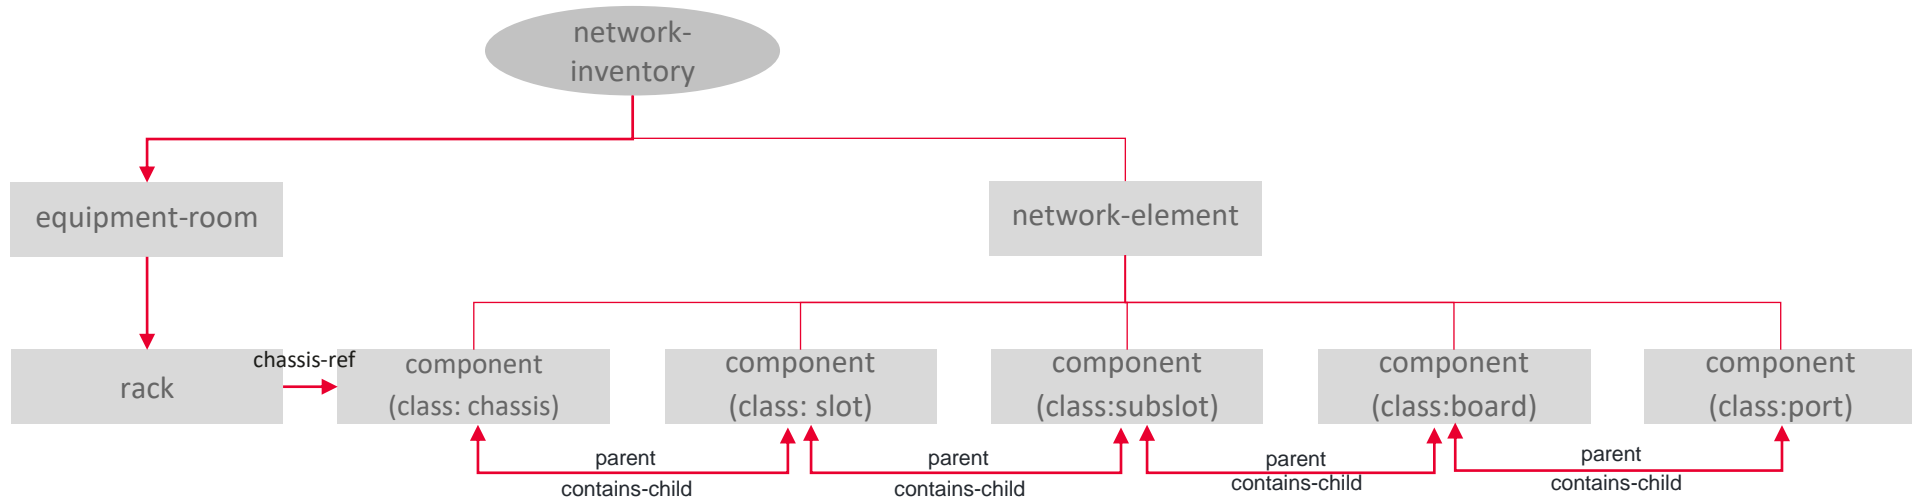 network-
inventory
equipment-room
network-element
rack
chassis-ref
component
(class: chassis)
component
(class: slot)
component
(class:subslot)
component
(class:board)
component
(class:port)
parent
contains-child
parent
contains-child
parent
contains-child
parent
contains-child